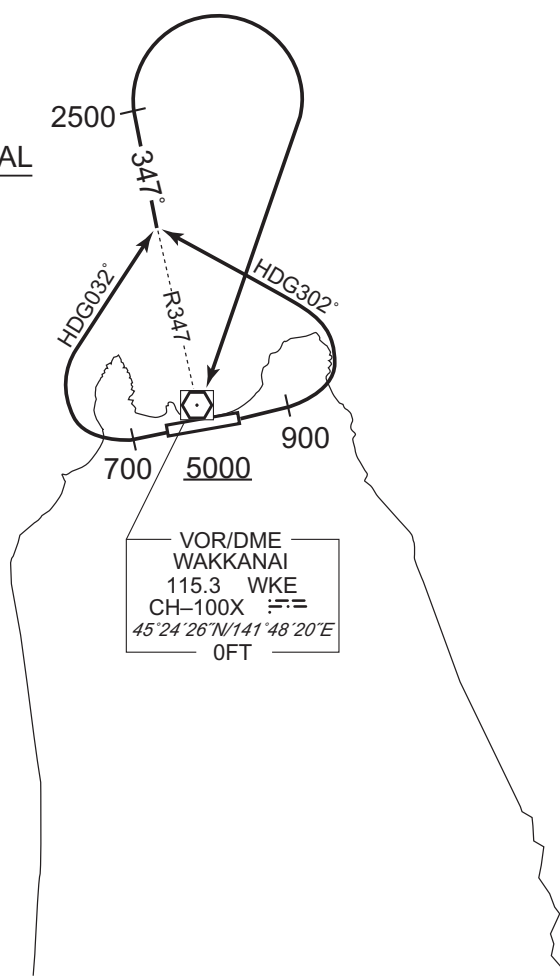 2500
AL
347°
HDG032°
HDG302°
R347
700
5000
900
VOR/DME
WAKKANAI
115.3 WKE
CH–100X
45°24´26˝N/141°48´20˝E
0FT